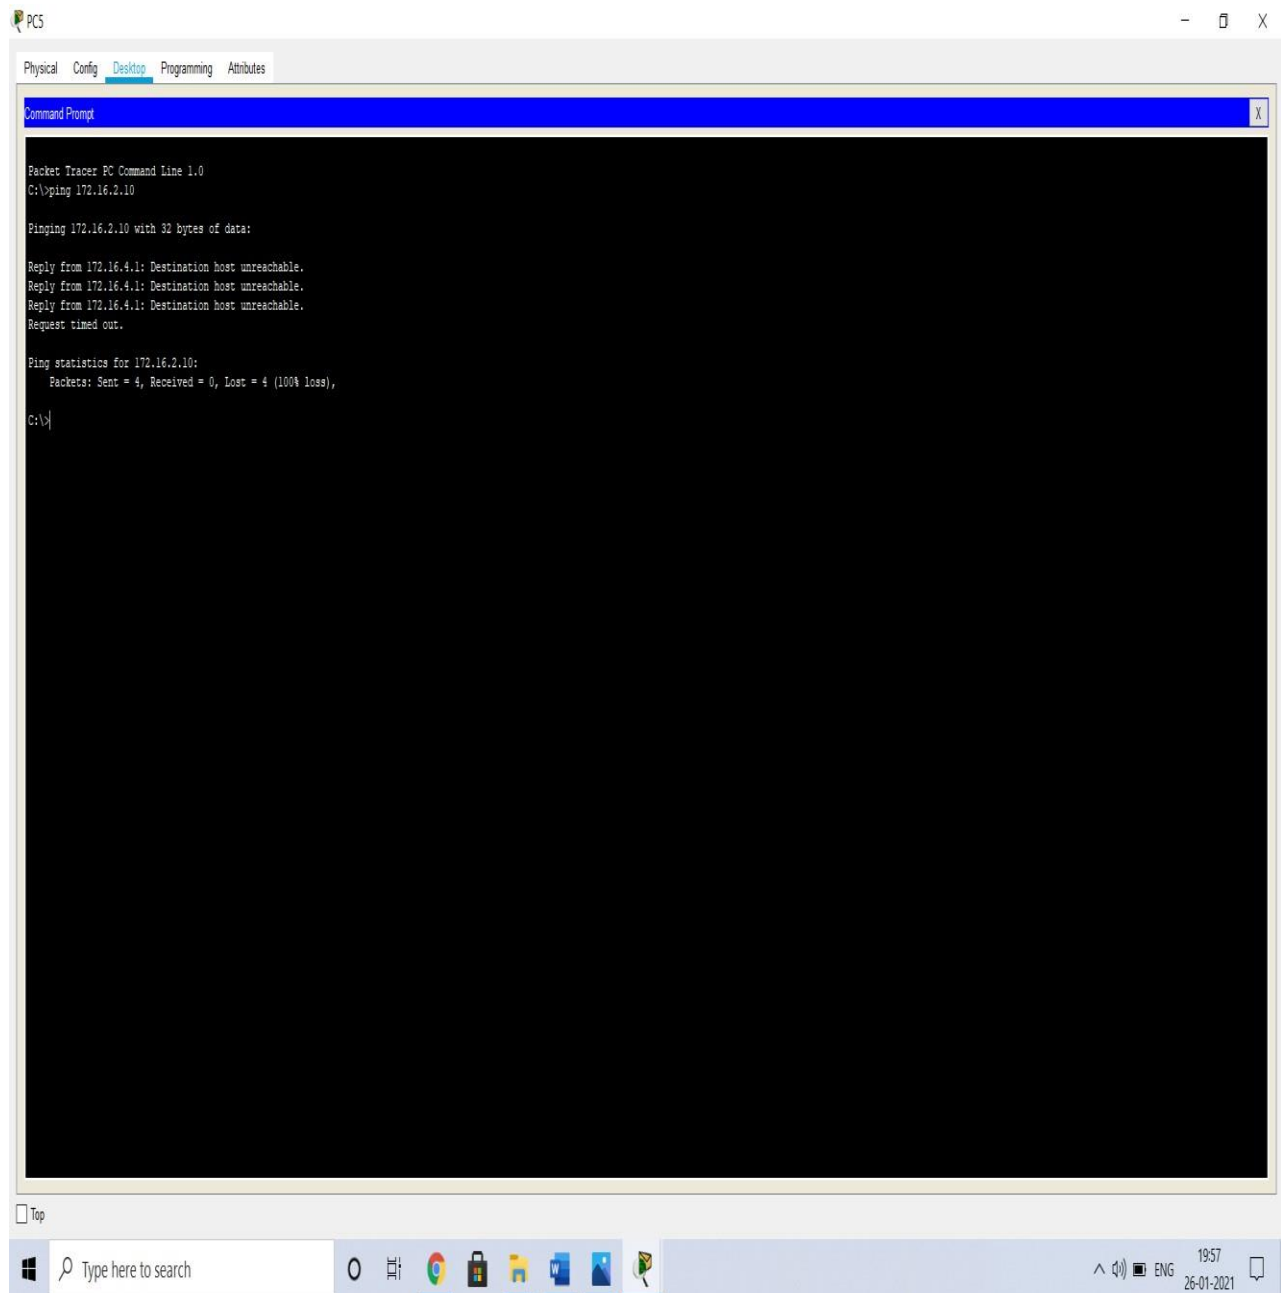 PC5
Physical Config Desktop Programming Attributes
Command Prompt
X
Packet Tracer PC Command Line 1.0
C:\>ping 172.16.2.10
Pinging 172.16.2.10 with 32 bytes of data:
Reply from 172.16.4.1: Destination host unreachable.
Reply from 172.16.4.1: Destination host unreachable.
Reply from 172.16.4.1: Destination host unreachable.
Request timed out.
Ping statistics for 172.16.2.10:
Packets: Sent = 4, Received = 0, Lost = 4 (100% loss),
C:\>
Top
Type here to search
ENG
19:57
26-01-2021